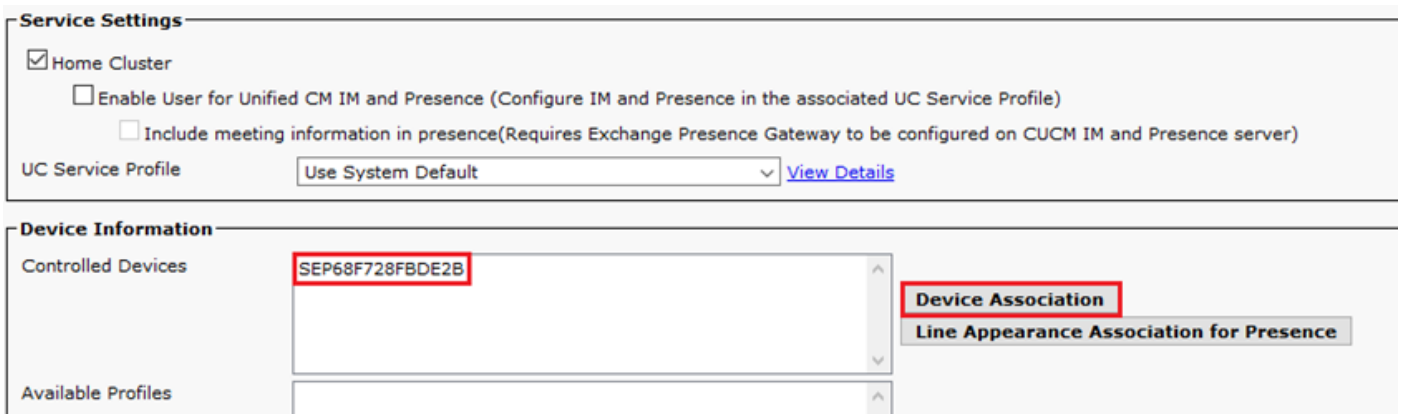 Service Settings
Home Cluster
Enable User for Unified CM IM and Presence (Configure IM and Presence in the associated UC Service Profile)
Include meeting information in presence(Requires Exchange Presence Gateway to be configured on CUCM IM and Presence server)
UC Service Profile Use System Default View Details
Device Information
Controlled Devices SEP68F728FBDE2B
Device Association
Line Appearance Association for Presence
Available Profiles